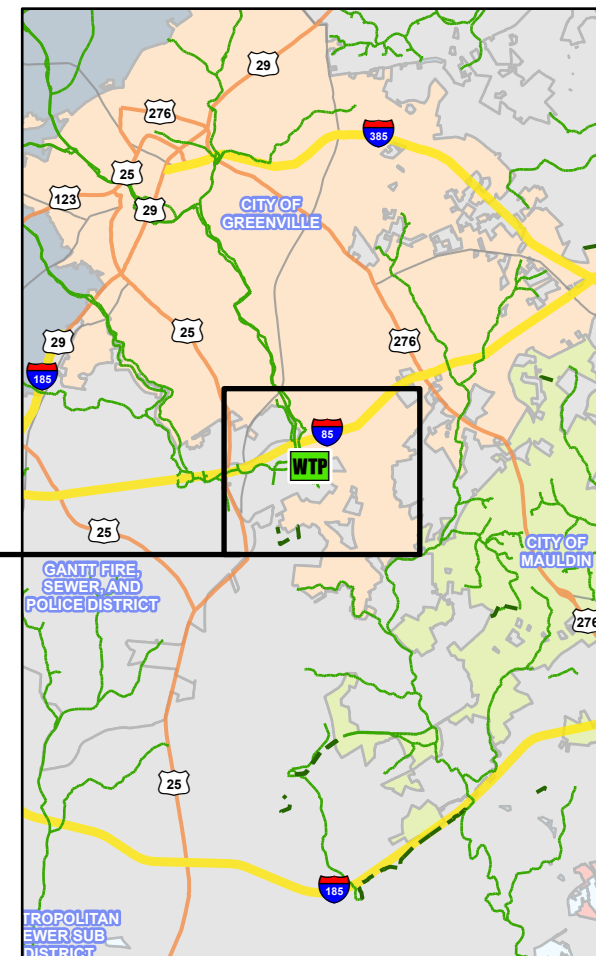 29
276
385
25
123
CITY OF
GREENVILLE
29
25
276
29
185
85
WTP
25
CITY OF
MAULDIN
GANTT FIRE,
SEWER, AND
POLICE DISTRICT
276
25
185
TROPOLITAN
EWER SUB
DISTRICT